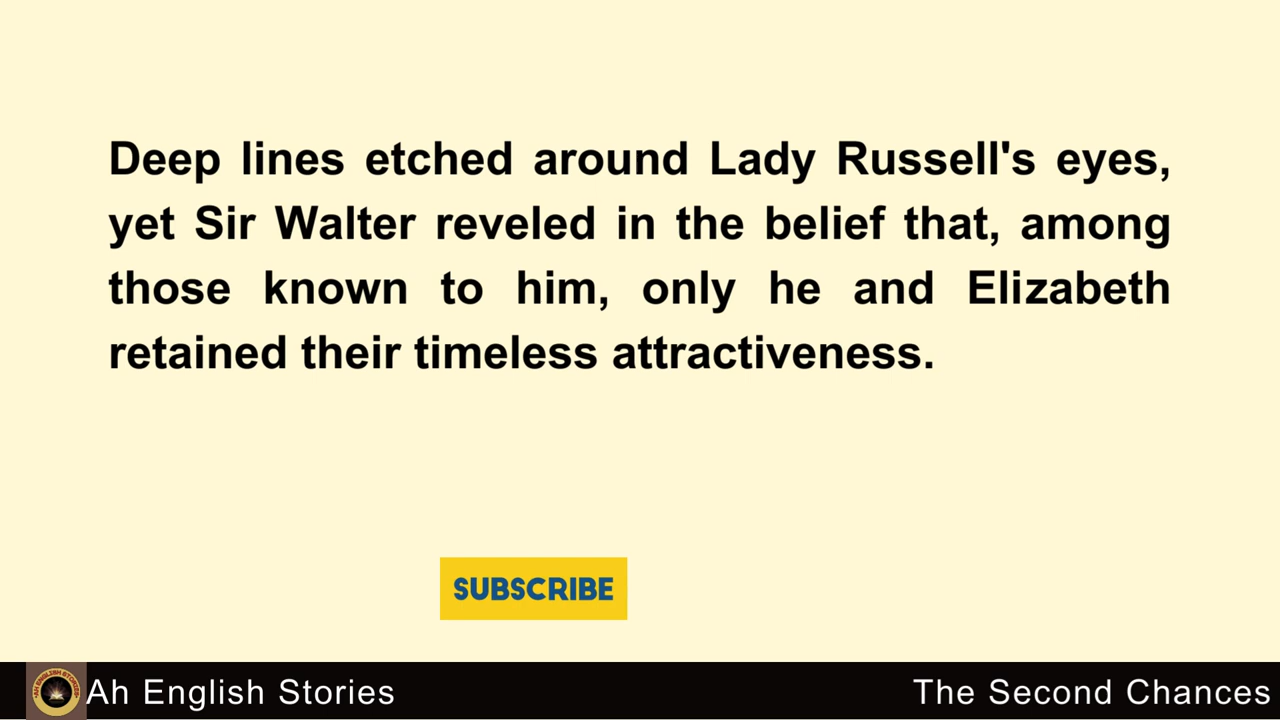 Deep lines etched around Lady Russell's eyes,
yet Sir Walter reveled in the belief that, among
those known to him, only he and Elizabeth
retained their timeless attractiveness.
SUBSCRIBE
Ah English Stories
The Second Chances